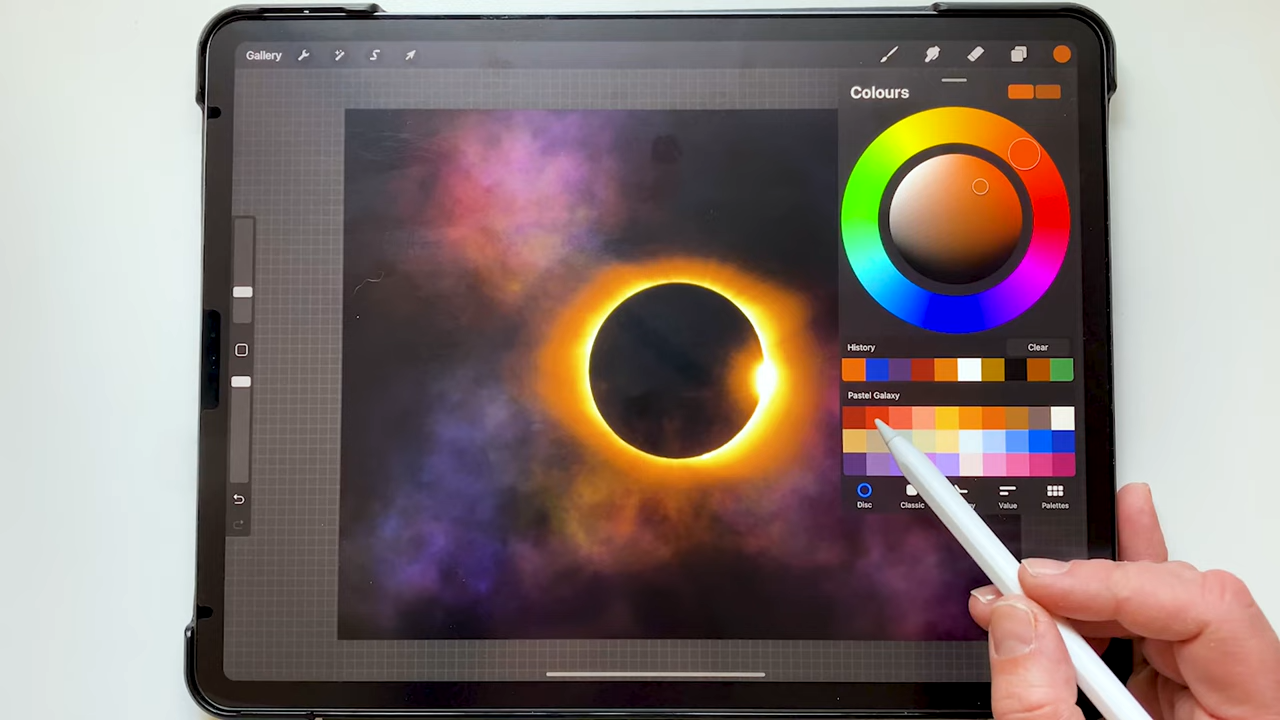 Gallery
Colours
History
Clear
Pastel Galaxy
Disc
Classic
Value
Palettes